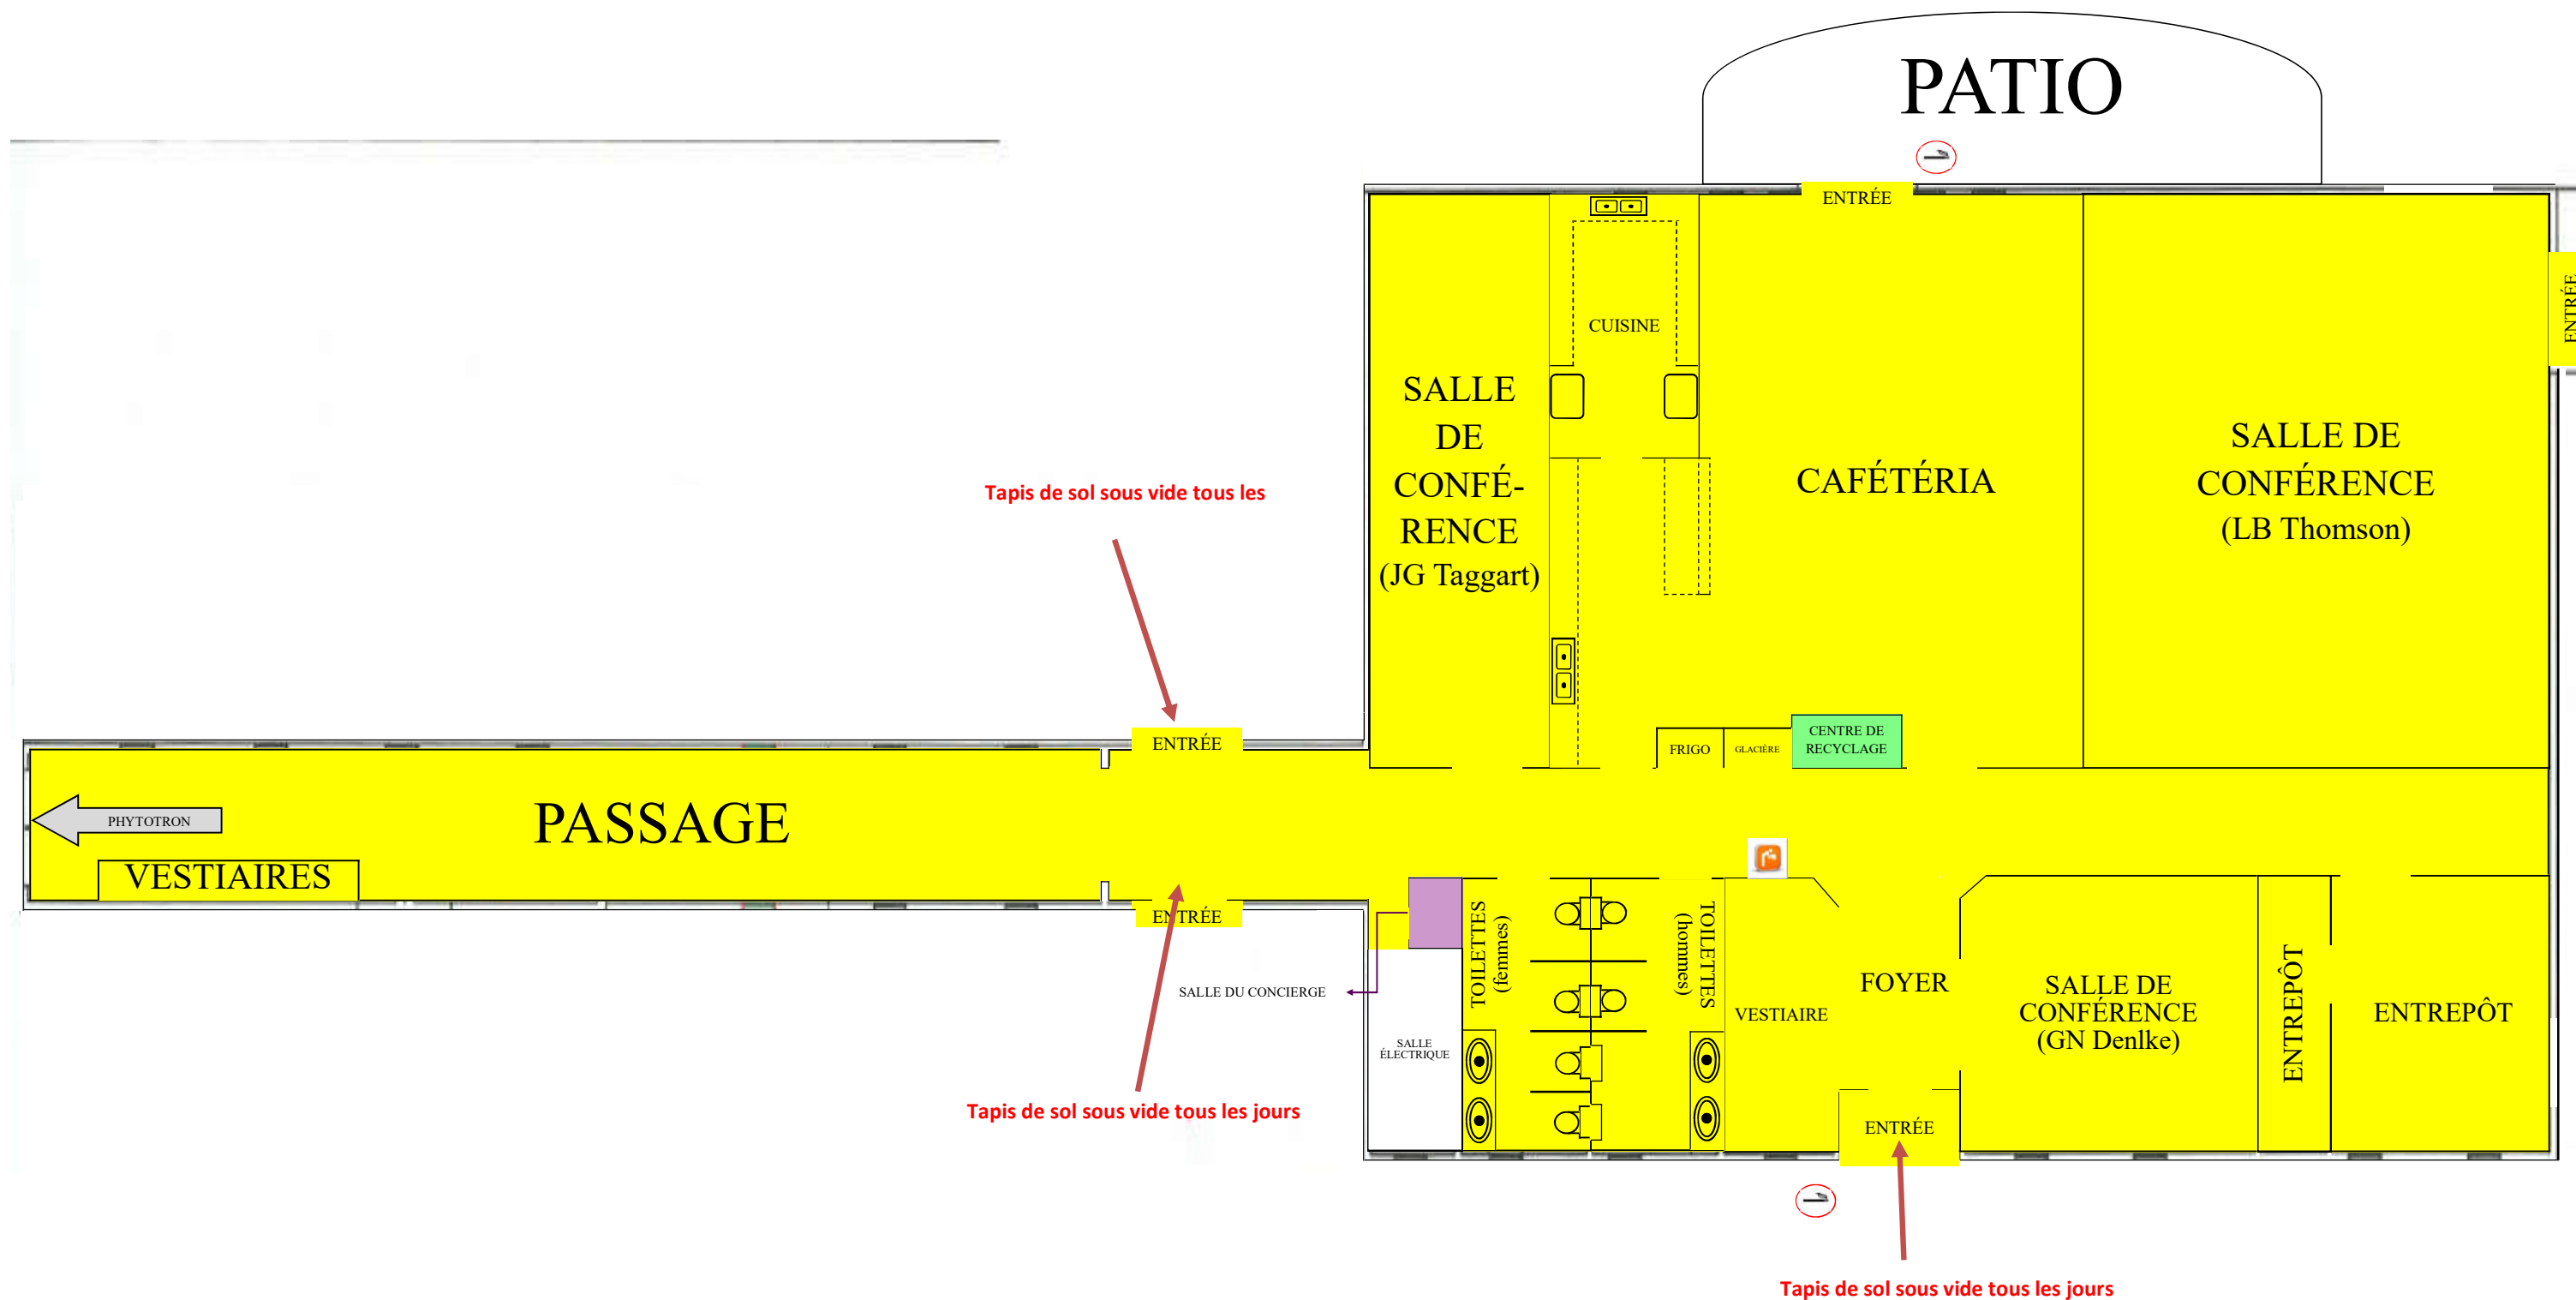 PATIO
ENTRÉE
ENTRÉE
CUISINE
SALLE
DE
CONFÉ-
RENCE
(JG Taggart)
CAFÉTÉRIA
SALLE DE
CONFÉRENCE
(LB Thomson)
Tapis de sol sous vide tous les
ENTRÉE
FRIGO
GLACIÈRE
CENTRE DE
RECYCLAGE
PHYTOTRON
PASSAGE
VESTIAIRES
ENTRÉE
SALLE DU CONCIERGE
SALLE
ÉLECTRIQUE
TOILETTES
(femmes)
TOILETTES
(hommes)
VESTIAIRE
FOYER
SALLE DE
CONFÉRENCE
(GN Denlke)
ENTREPÔT
ENTREPÔT
Tapis de sol sous vide tous les jours
ENTRÉE
Tapis de sol sous vide tous les jours